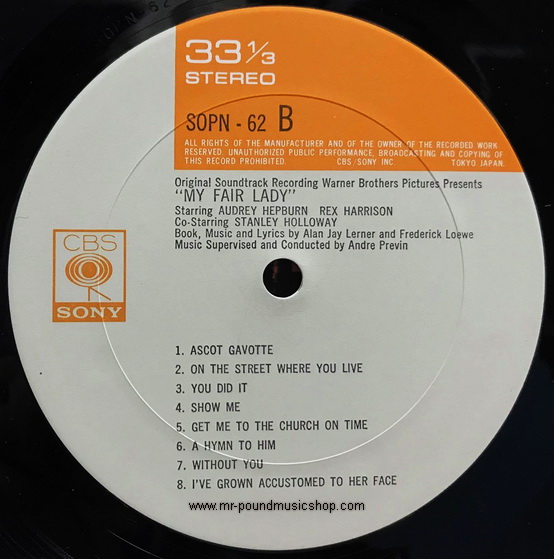 33 1/3
STEREO
SOPN - 62 B
ALL RIGHTS OF THE MANUFACTURER AND OF THE OWNER OF THE RECORDED WORK
RESERVED. UNAUTHORIZED PUBLIC PERFORMANCE, BROADCASTING AND COPYING OF
THIS RECORD PROHIBITED. CBS/SONY INC. TOKYO JAPAN
Original Soundtrack Recording Warner Brothers Pictures Presents
"MY FAIR LADY"
Starring AUDREY HEPBURN REX HARRISON
Co-Starring STANLEY HOLLOWAY
Book, Music and Lyrics by Alan Jay Lerner and Frederick Loewe
Music Supervised and Conducted by Andre Previn
CBS
SONY
1. ASCOT GAVOTTE
2. ON THE STREET WHERE YOU LIVE
3. YOU DID IT
4. SHOW ME
5. GET ME TO THE CHURCH ON TIME
6. A HYMN TO HIM
7. WITHOUT YOU
8. I'VE GROWN ACCUSTOMED TO HER FACE
www.mr-poundmusicshop.com